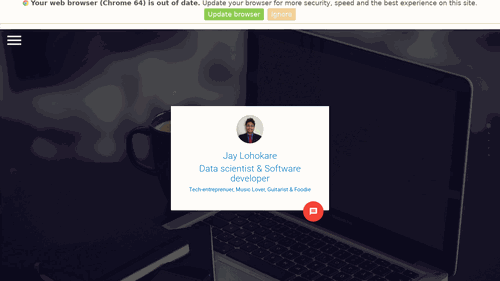 Your web browser (Chrome 64) is out of date. Update your browser for more security, speed and the best experience on this site.
Update browser Ignore
Jay Lohokare
Data scientist & Software
developer
Tech-entreprenuer, Music Lover, Guitarist & Foodie